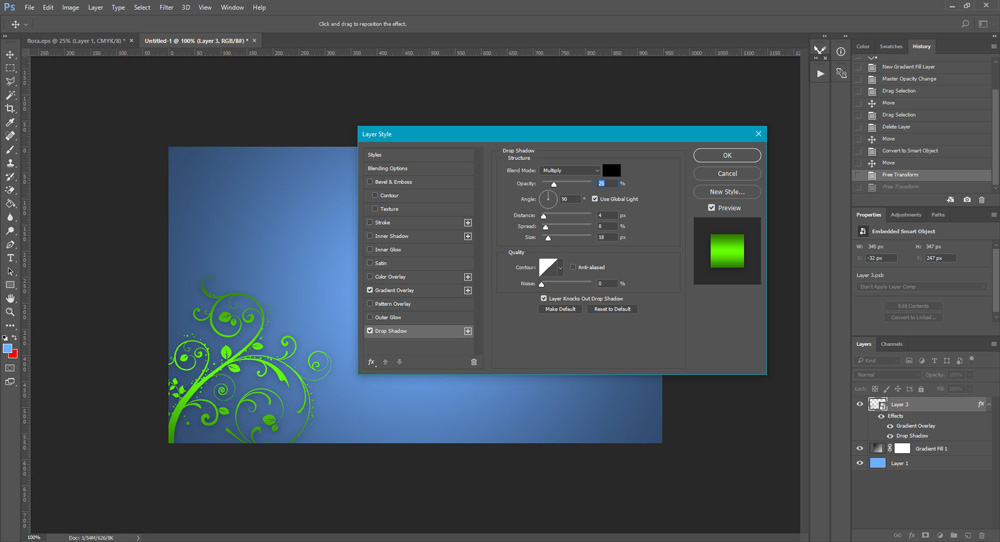 Ps File Edit Image Layer Type Select Filter 3D View Window Help
Click and drag to reposition the effect.
flora.eps @ 25% (Layer 1, CMYK/8) * ×
Untitled-1 @ 100% (Layer 3, RGB/8#) * ×
Layer Style
Styles
Blending Options
Bevel & Emboss
Contour
Texture
Stroke
Inner Shadow
Inner Glow
Satin
Color Overlay
Gradient Overlay
Pattern Overlay
Outer Glow
Drop Shadow
fx
Drop Shadow
Structure
Blend Mode: Multiply
Opacity: 25 %
Angle: 90 ° Use Global Light
Distance: 4 px
Spread: 8 %
Size: 18 px
Quality
Contour: Anti-aliased
Noise: 0 %
Layer Knocks Out Drop Shadow
Make Default Reset to Default
OK
Cancel
New Style...
Preview
Color Swatches History
New Gradient Fill Layer
Master Opacity Change
Drag Selection
Move
Drag Selection
Move
Delete Layer
Convert to Smart Object
Move
Free Transform
Free Transform
Properties Adjustments Paths
Embedded Smart Object
W: 345 px H: 347 px
X: -32 px Y: 247 px
Layer 3.psb
Don't Apply Layer Comp
Edit Contents
Convert to Linked...
Layers Channels
Kind
Normal Opacity: 100%
Lock: Fill: 100%
Layer 3 fx
Effects
Gradient Overlay
Drop Shadow
Gradient Fill 1
Layer 1
100% Doc: 1/54M/626/8K